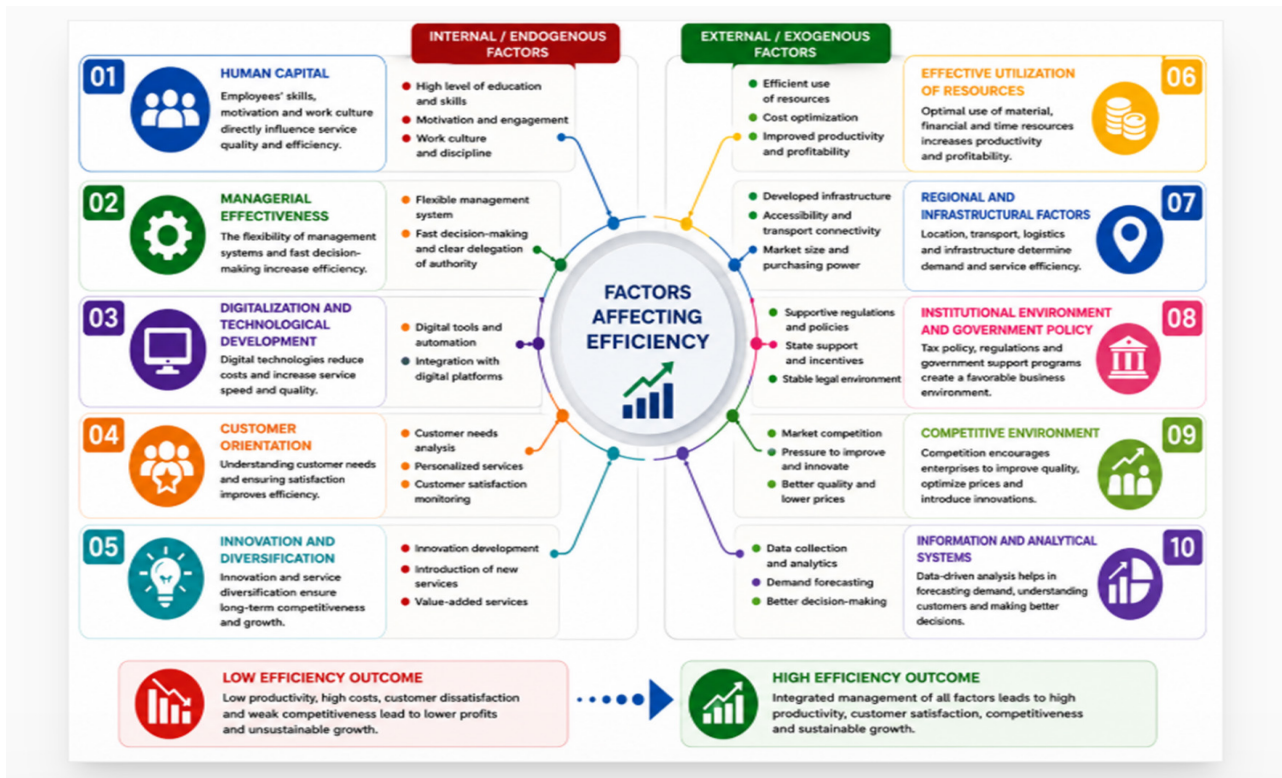 INTERNAL / ENDOGENOUS
FACTORS
EXTERNAL / EXOGENOUS
FACTORS
01
HUMAN CAPITAL
Employees' skills,
motivation and work culture
directly influence service
quality and efficiency.
High level of education
and skills
Motivation and engagement
Work culture
and discipline
02
MANAGERIAL
EFFECTIVENESS
The flexibility of management
systems and fast decision-
making increase efficiency.
Flexible management
system
Fast decision-making
and clear delegation
of authority
03
DIGITALIZATION AND
TECHNOLOGICAL
DEVELOPMENT
Digital technologies reduce
costs and increase service
speed and quality.
Digital tools and
automation
Integration with
digital platforms
04
CUSTOMER
ORIENTATION
Understanding customer needs
and ensuring satisfaction
improves efficiency.
Customer needs
analysis
Personalized services
Customer satisfaction
monitoring
05
INNOVATION AND
DIVERSIFICATION
Innovation and service
diversification ensure
long-term competitiveness
and growth.
Innovation development
Introduction of new
services
Value-added services
FACTORS
AFFECTING
EFFICIENCY
Efficient use
of resources
Cost optimization
Improved productivity
and profitability
EFFECTIVE UTILIZATION
OF RESOURCES
Optimal use of material,
financial and time resources
increases productivity
and profitability.
06
Developed infrastructure
Accessibility and
transport connectivity
Market size and
purchasing power
REGIONAL AND
INFRASTRUCTURAL FACTORS
Location, transport, logistics
and infrastructure determine
demand and service efficiency.
07
Supportive regulations
and policies
State support
and incentives
Stable legal environment
INSTITUTIONAL ENVIRONMENT
AND GOVERNMENT POLICY
Tax policy, regulations and
government support programs
create a favorable business
environment.
08
Market competition
Pressure to improve
and innovate
Better quality and
lower prices
COMPETITIVE ENVIRONMENT
Competition encourages
enterprises to improve quality,
optimize prices and
introduce innovations.
09
Data collection
and analytics
Demand forecasting
Better decision-making
INFORMATION AND ANALYTICAL
SYSTEMS
Data-driven analysis helps in
forecasting demand, understanding
customers and making better
decisions.
10
LOW EFFICIENCY OUTCOME
Low productivity, high costs, customer dissatisfaction
and weak competitiveness lead to lower profits
and unsustainable growth.
HIGH EFFICIENCY OUTCOME
Integrated management of all factors leads to high
productivity, customer satisfaction, competitiveness
and sustainable growth.